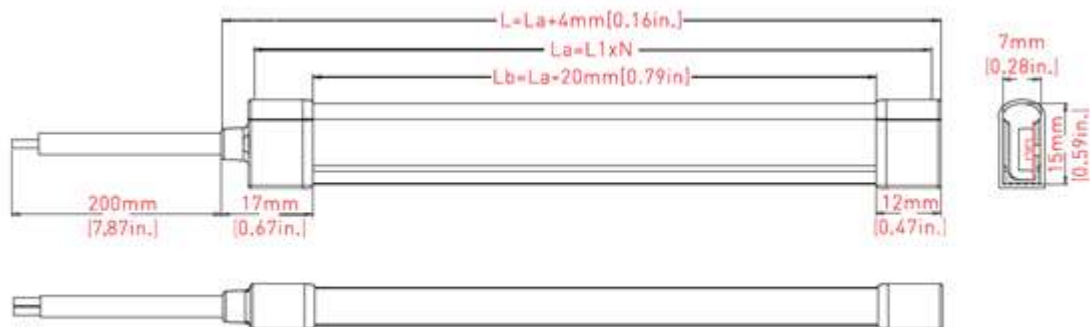 L=La+4mm[0.16in.]
La=L1xN
Lb=La-20mm[0.79in]
7mm
[0.28in.]
15mm
[0.59in.]
200mm
[7.87in.]
17mm
[0.67in.]
12mm
[0.47in.]